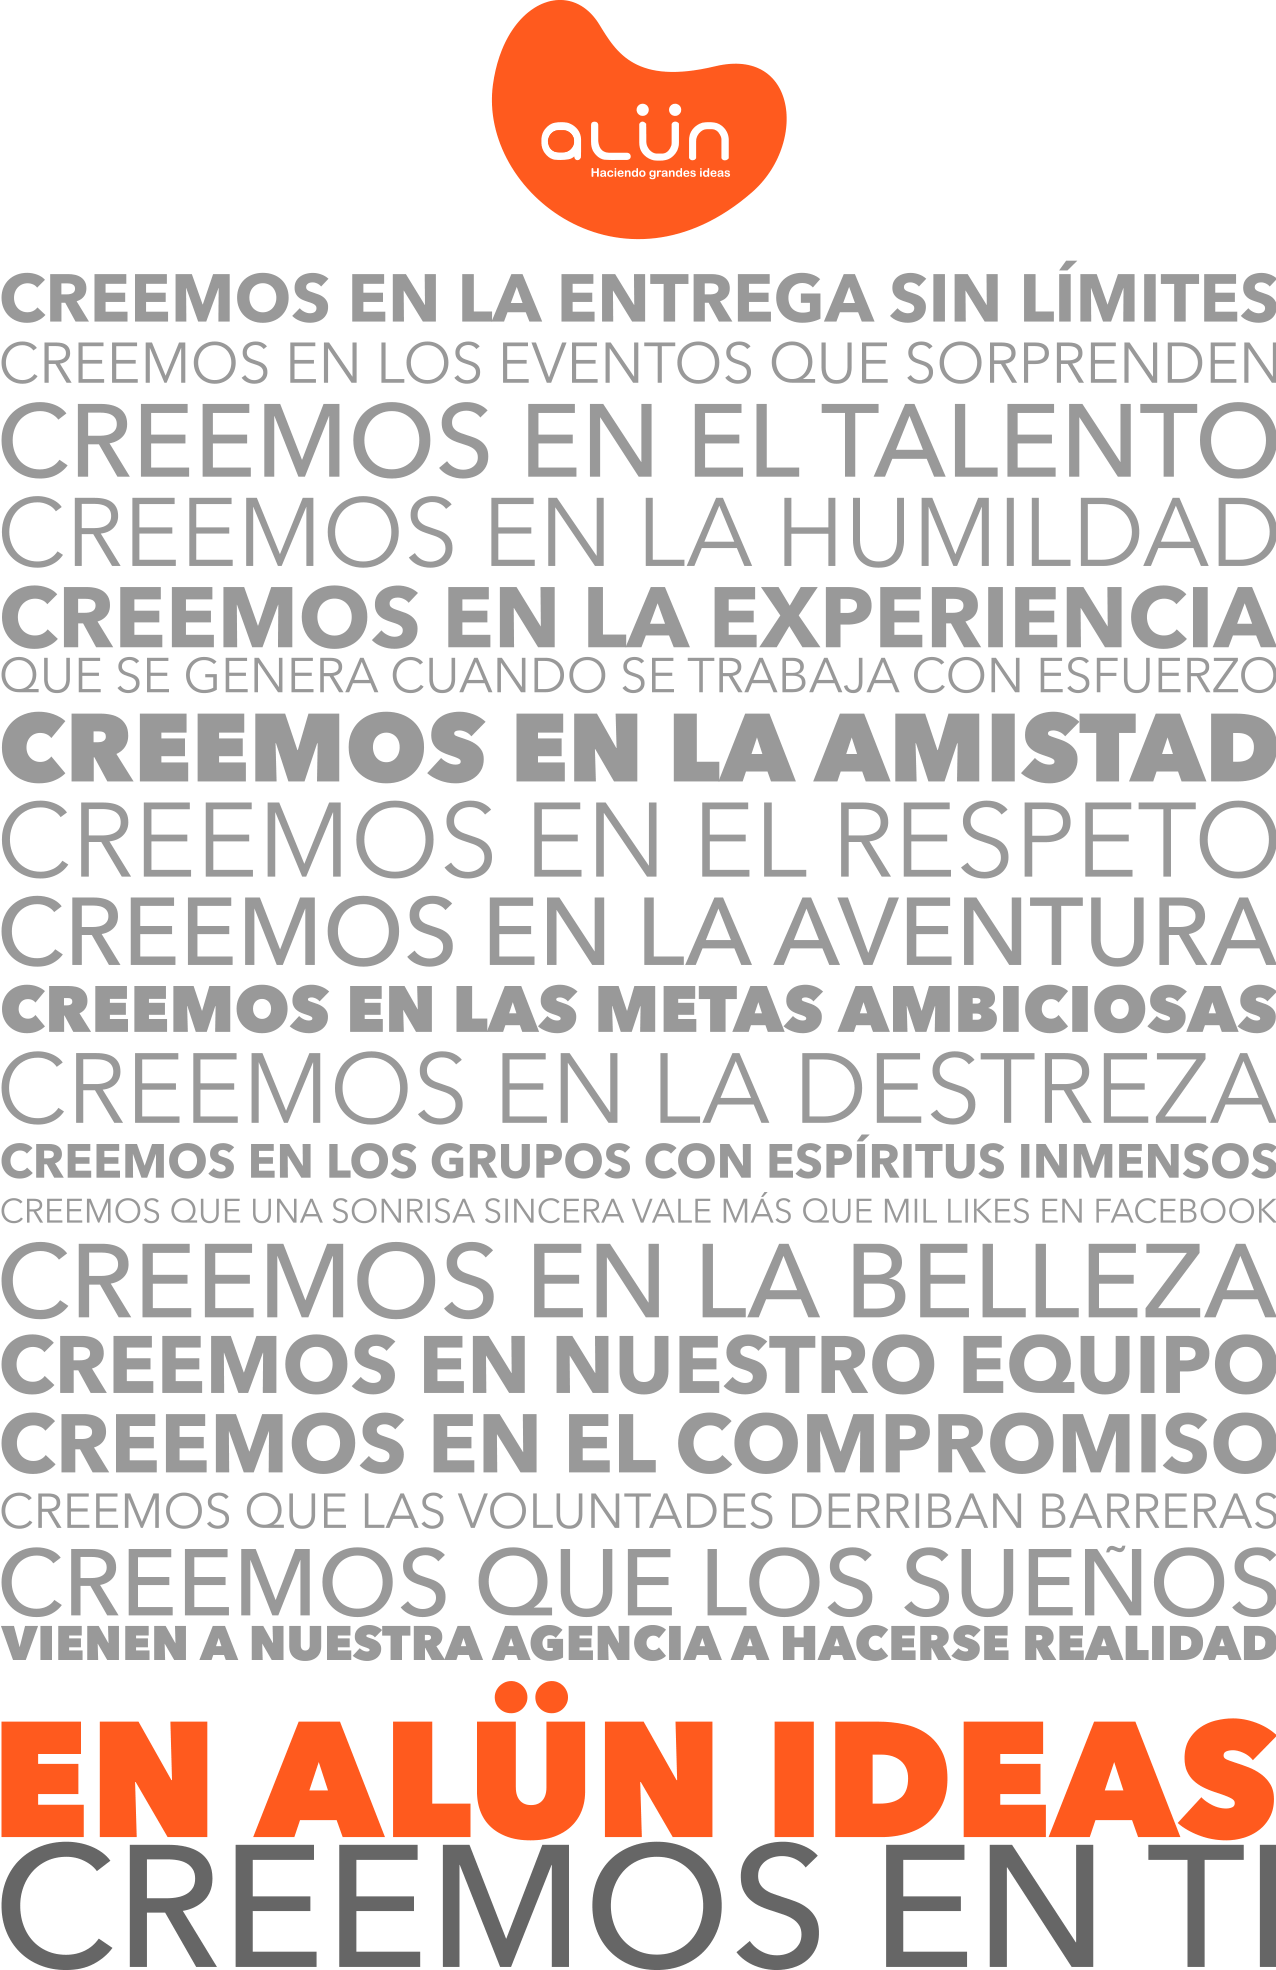 aLün
Haciendo grandes ideas
CREEMOS EN LA ENTREGA SIN LÍMITES
CREEMOS EN LOS EVENTOS QUE SORPRENDEN
CREEMOS EN EL TALENTO
CREEMOS EN LA HUMILDAD
CREEMOS EN LA EXPERIENCIA
QUE SE GENERA CUANDO SE TRABAJA CON ESFUERZO
CREEMOS EN LA AMISTAD
CREEMOS EN EL RESPETO
CREEMOS EN LA AVENTURA
CREEMOS EN LAS METAS AMBICIOSAS
CREEMOS EN LA DESTREZA
CREEMOS EN LOS GRUPOS CON ESPÍRITUS INMENSOS
CREEMOS QUE UNA SONRISA SINCERA VALE MÁS QUE MIL LIKES EN FACEBOOK
CREEMOS EN LA BELLEZA
CREEMOS EN NUESTRO EQUIPO
CREEMOS EN EL COMPROMISO
CREEMOS QUE LAS VOLUNTADES DERRIBAN BARRERAS
CREEMOS QUE LOS SUEÑOS
VIENEN A NUESTRA AGENCIA A HACERSE REALIDAD
EN ALÜN IDEAS
CREEMOS EN TI